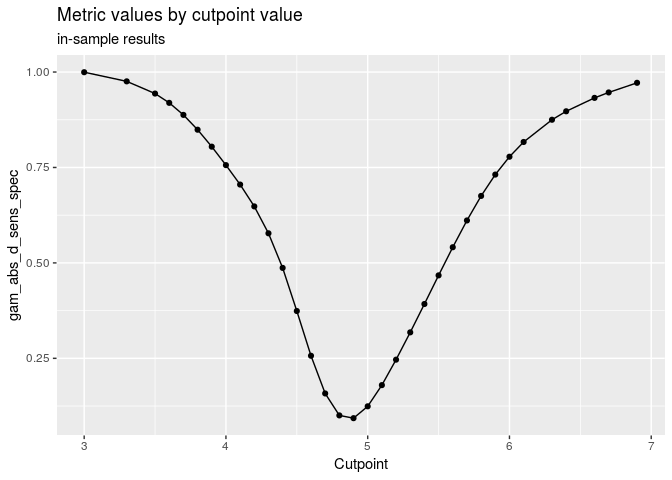 Metric values by cutpoint value
in-sample results
1.00
0.75
0.50
0.25
gam_abs_d_sens_spec
3 4 5 6 7
Cutpoint